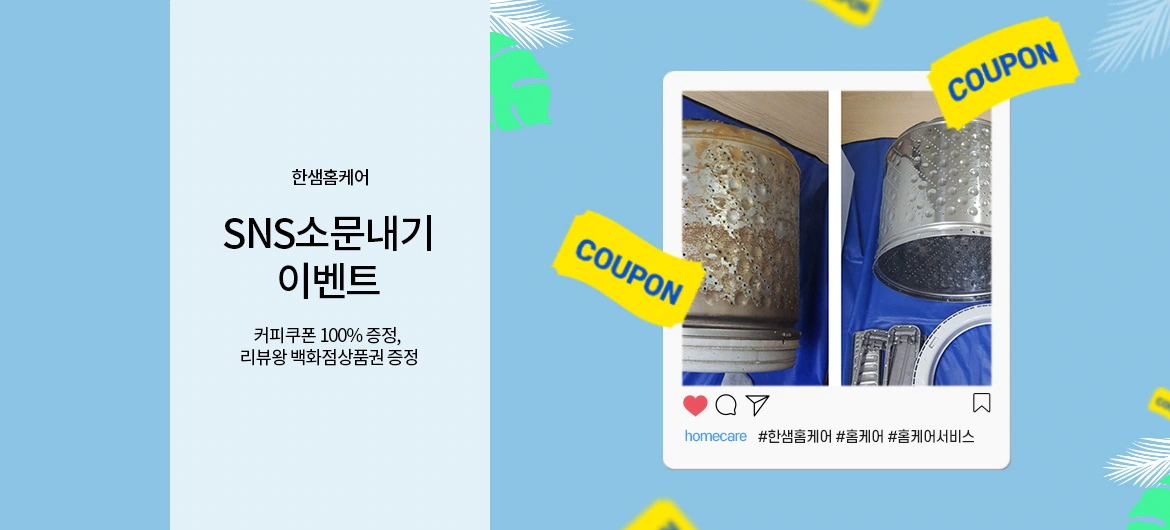 한샘홈케어
SNS소문내기
이벤트
커피쿠폰 100% 증정,
리뷰왕 백화점상품권 증정
COUPON
COUPON
homecare #한샘홈케어 #홈케어 #홈케어서비스